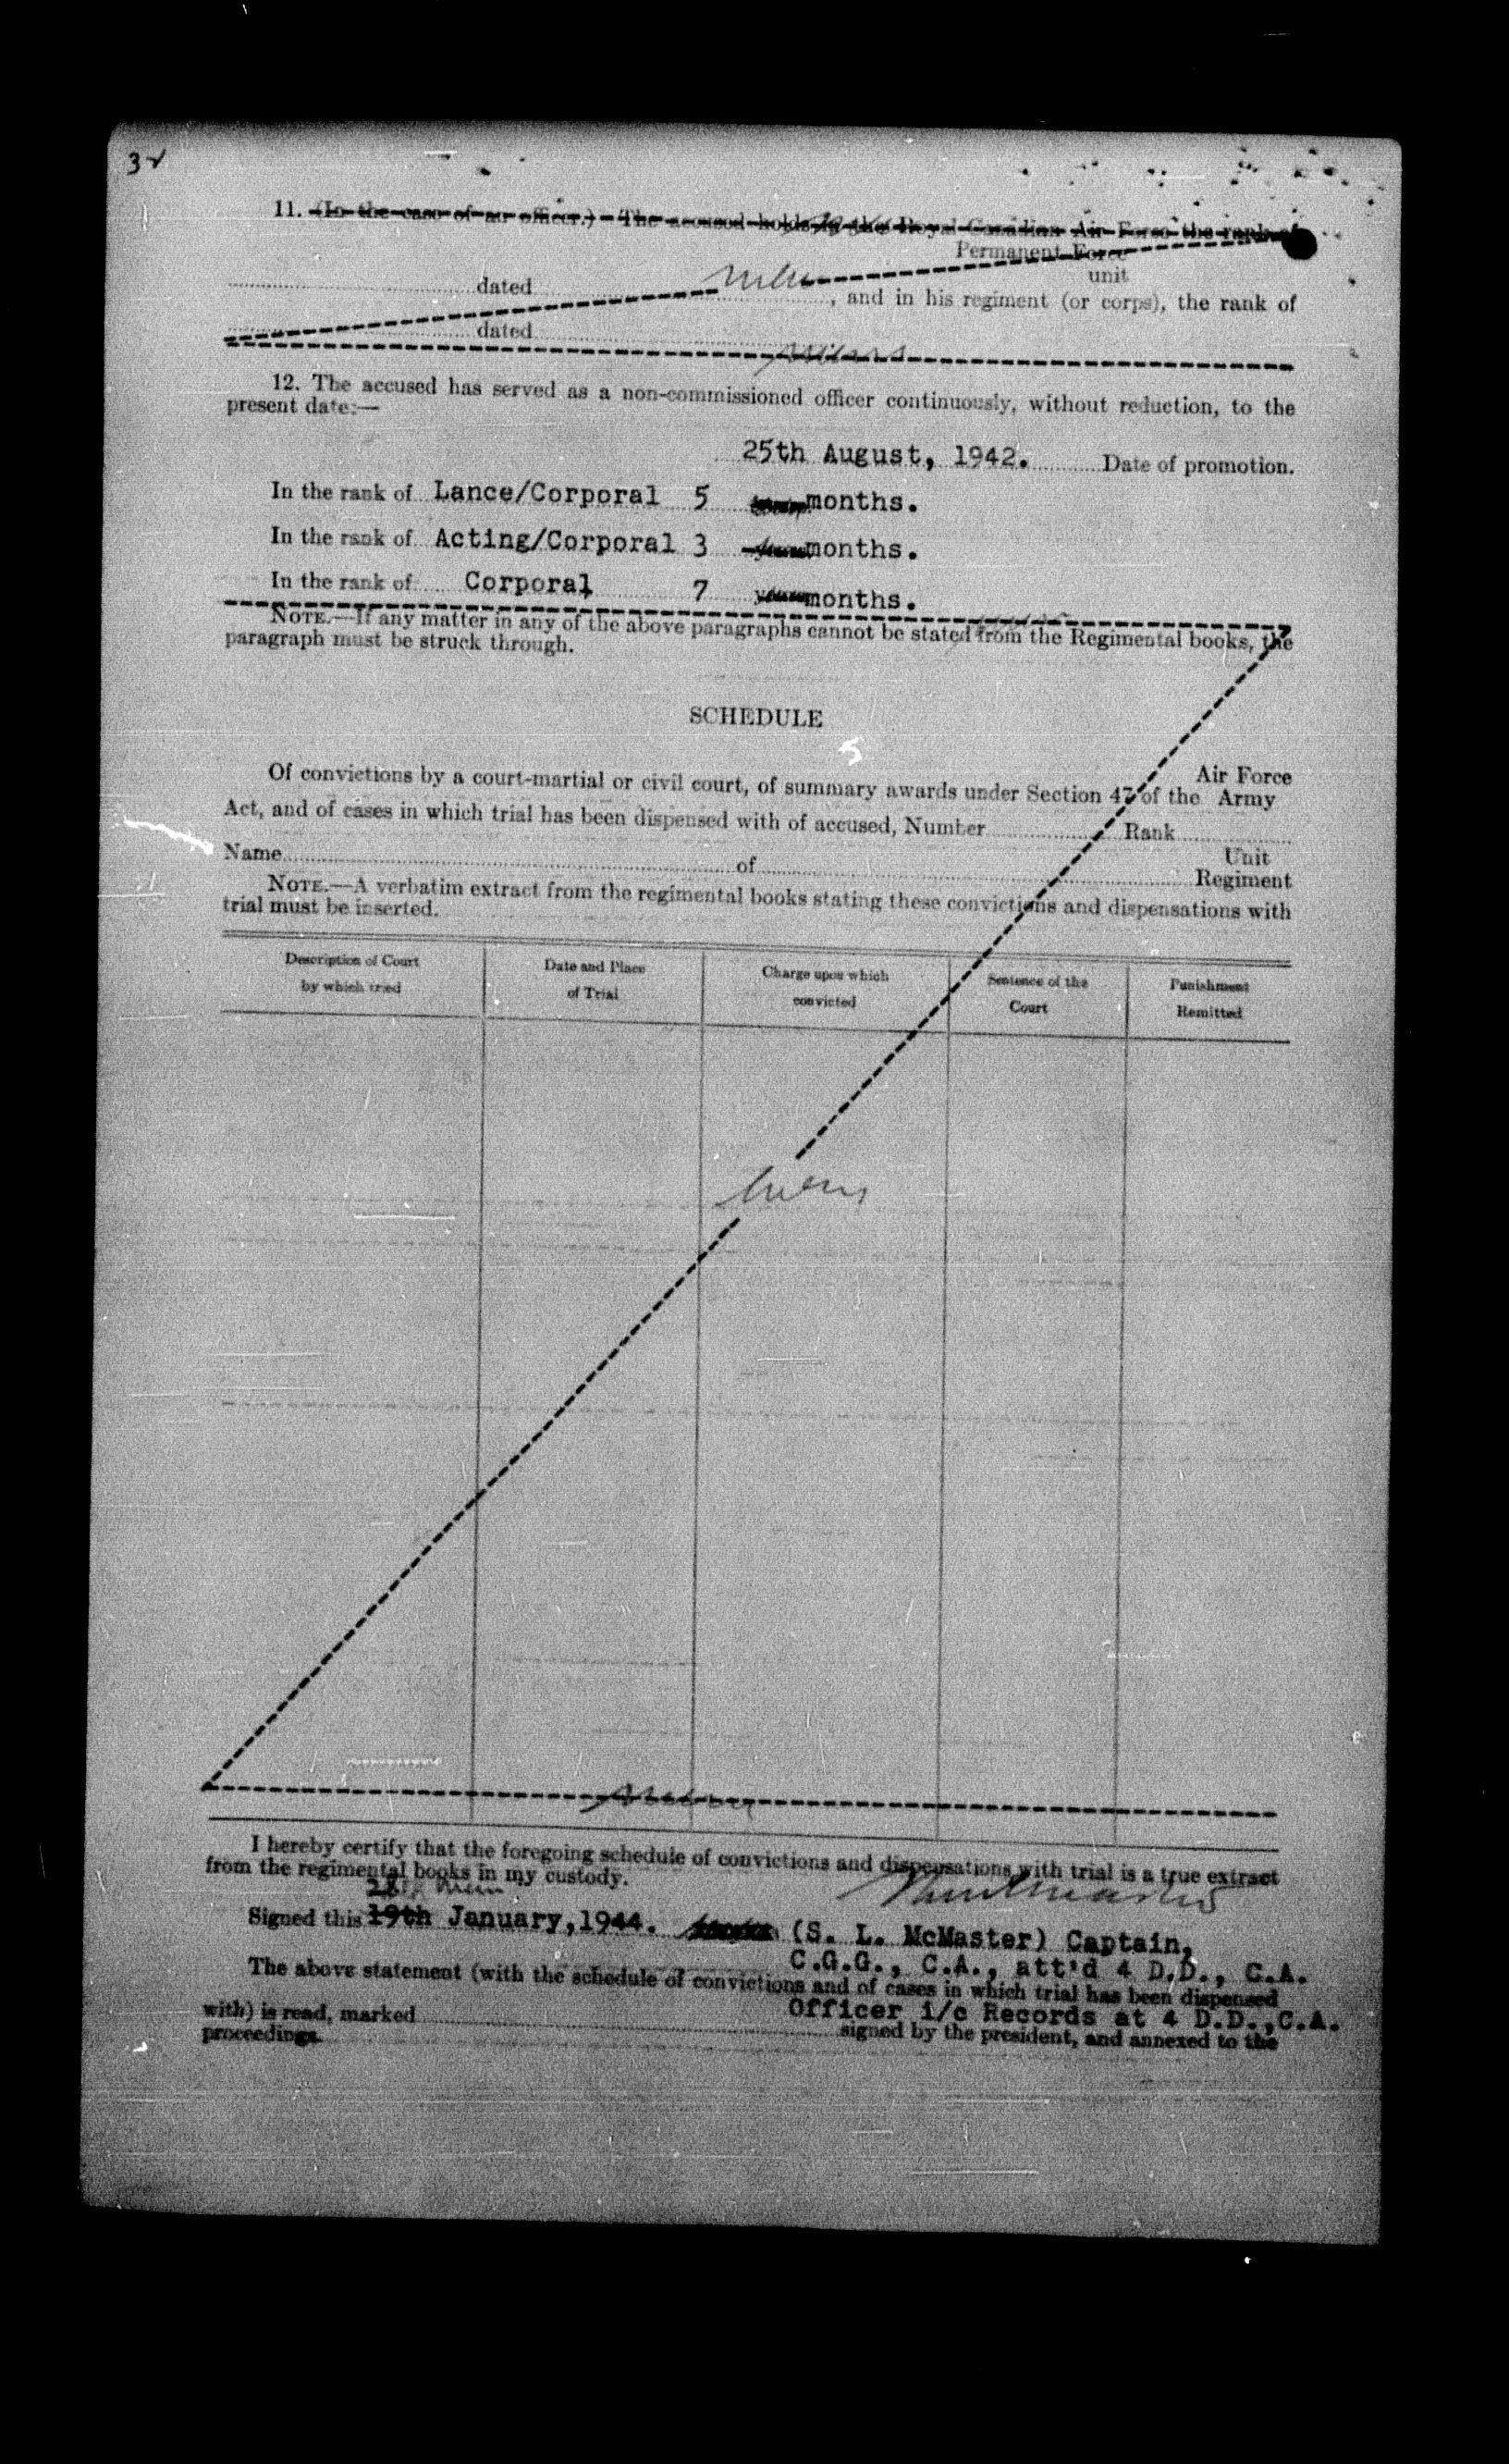 32
11. (In the case of an officer.) The accused holds in the Royal Canadian Air Force the rank of
Permanent Force
unit
dated , and in his regiment (or corps), the rank of
dated
12. The accused has served as a non-commissioned officer continuously, without reduction, to the
present date:—
25th August, 1942. Date of promotion.
In the rank of Lance/Corporal 5 months.
In the rank of Acting/Corporal 3 months.
In the rank of Corporal 7 years months.
NOTE.—If any matter in any of the above paragraphs cannot be stated from the Regimental books, the
paragraph must be struck through.
SCHEDULE
5
Of convictions by a court-martial or civil court, of summary awards under Section 47 of the Air Force
Army
Act, and of cases in which trial has been dispensed with of accused, Number Rank
Name of Unit
Regiment
NOTE.—A verbatim extract from the regimental books stating these convictions and dispensations with
trial must be inserted.
Description of Court
by which tried
Date and Place
of Trial
Charge upon which
convicted
Sentence of the
Court
Punishment
Remitted
I hereby certify that the foregoing schedule of convictions and dispensations with trial is a true extract
from the regimental books in my custody.
28th
Signed this 19th January, 1944. (S. L. McMaster) Captain,
C.G.G., C.A., att'd 4 D.D., C.A.
The above statement (with the schedule of convictions and of cases in which trial has been dispensed
Officer i/c Records at 4 D.D., C.A.
with) is read, marked signed by the president, and annexed to the
proceedings.